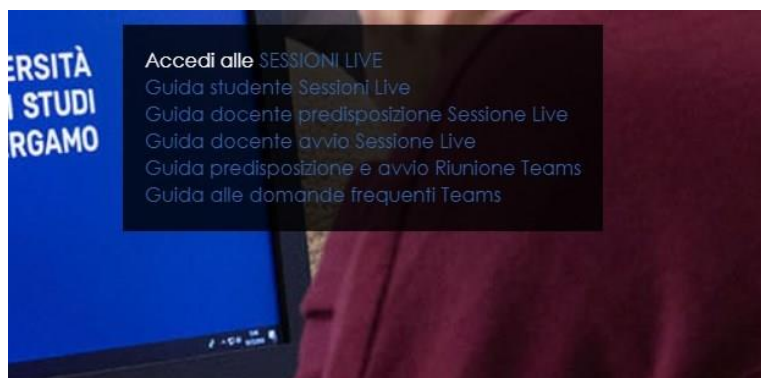 ERSITÀ
I STUDI
RGAMO
Accedi alle SESSIONI LIVE
Guida studente Sessioni Live
Guida docente predisposizione Sessione Live
Guida docente avvio Sessione Live
Guida predisposizione e avvio Riunione Teams
Guida alle domande frequenti Teams